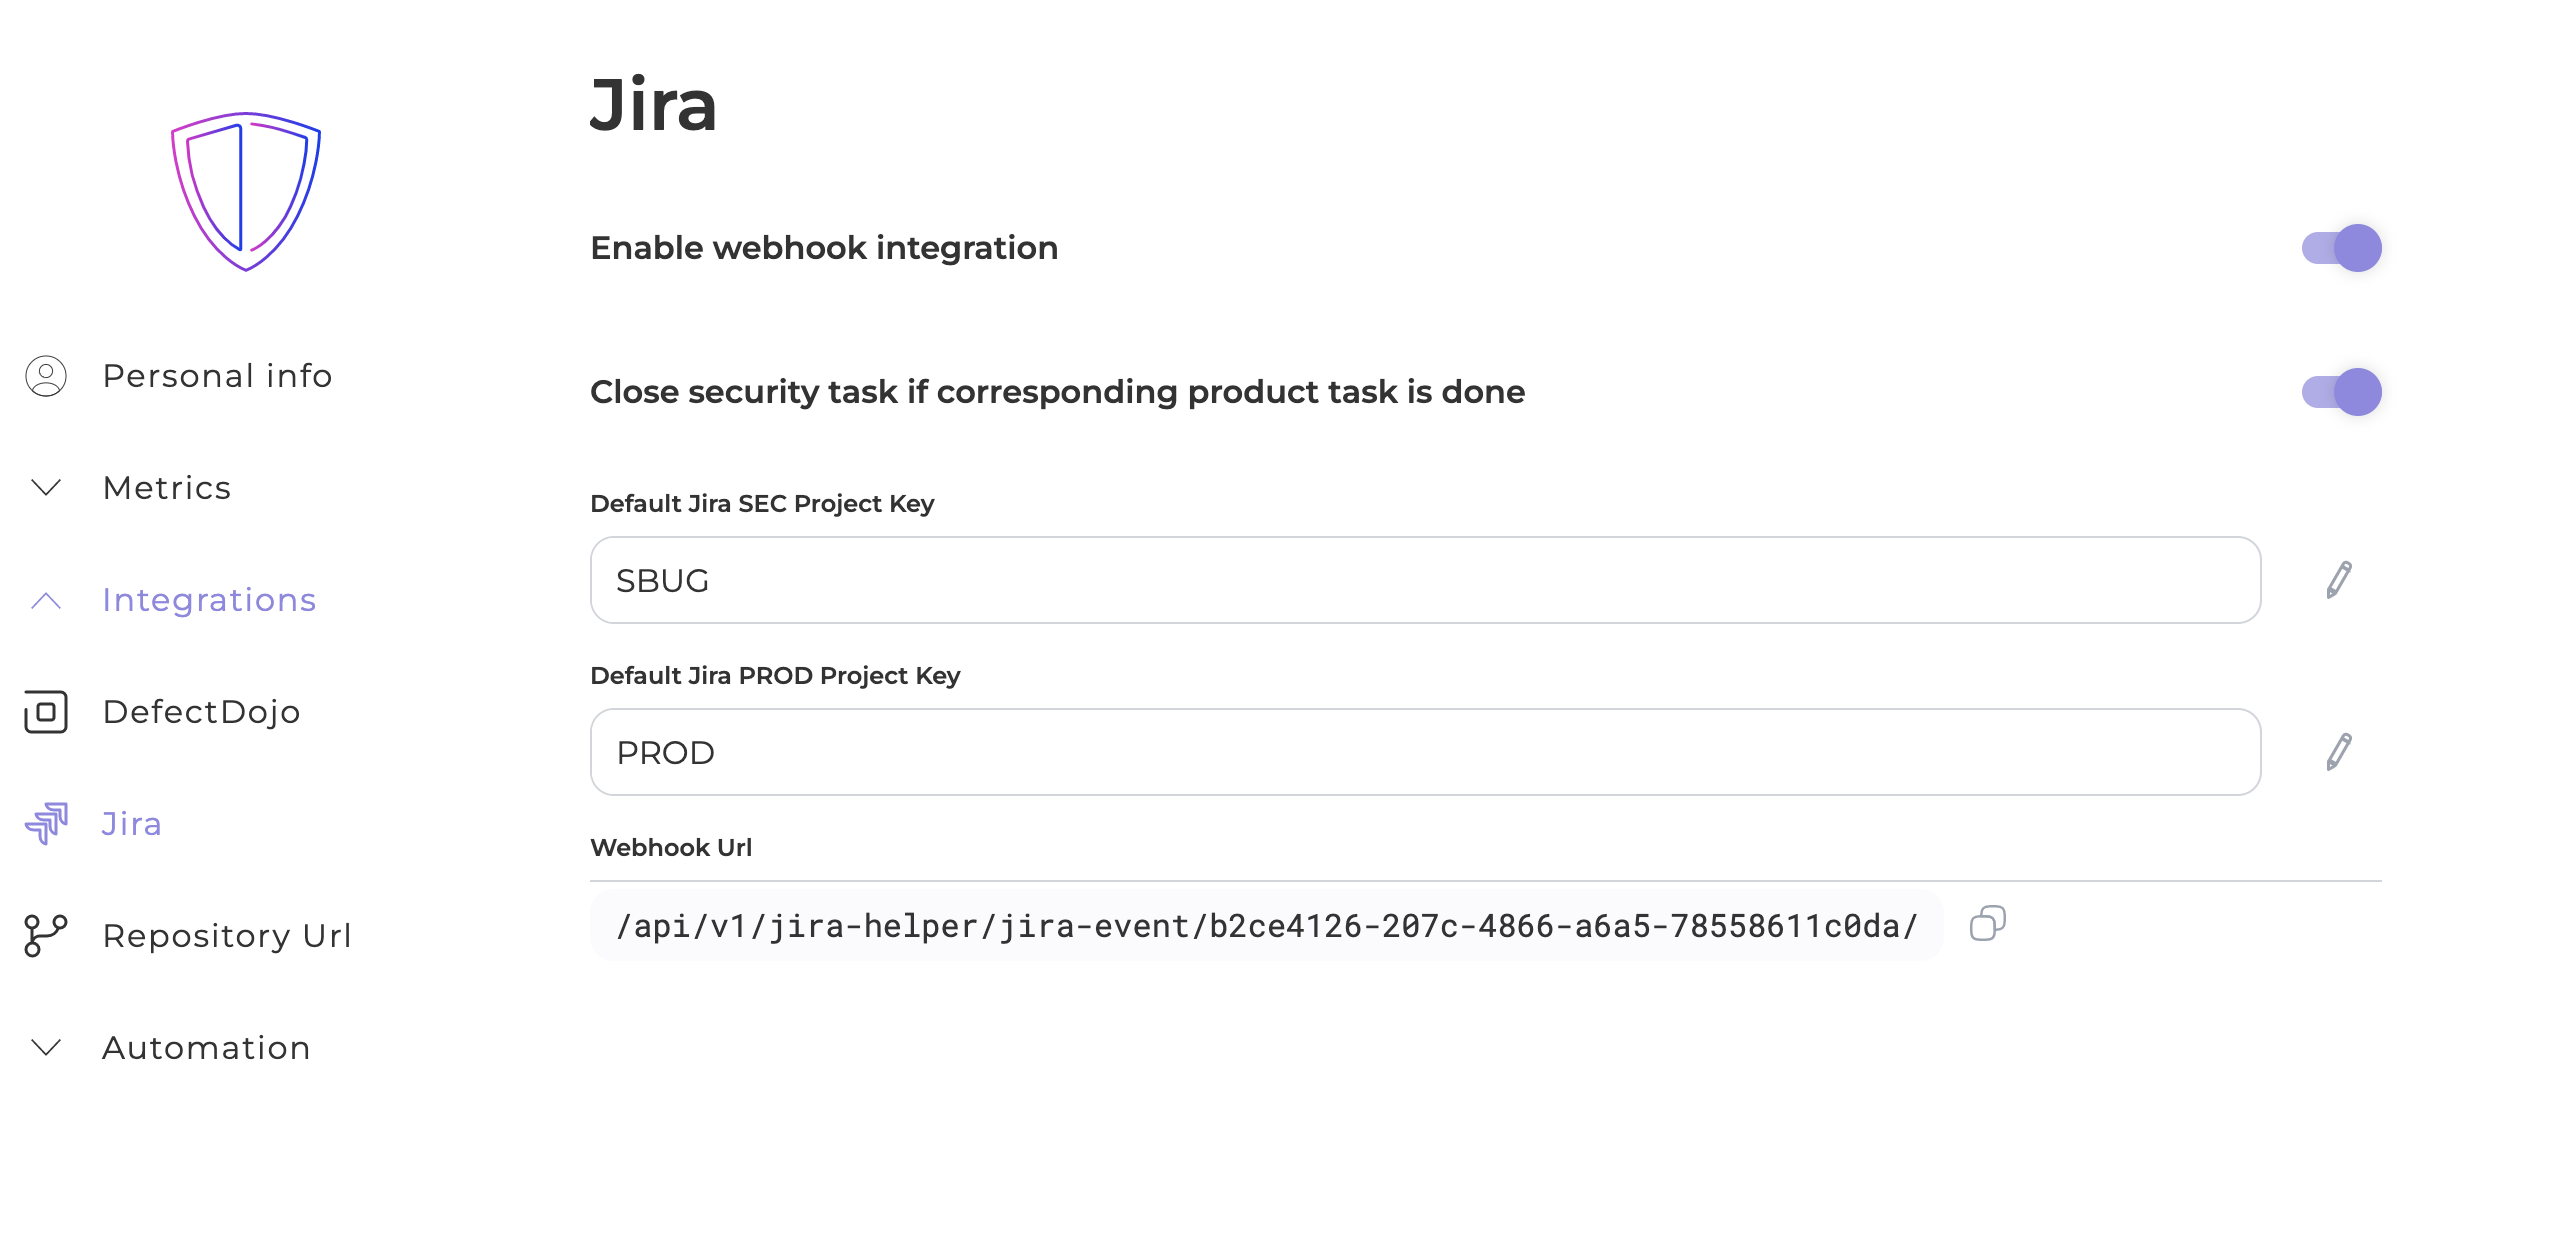 Personal info
Metrics
Integrations
DefectDojo
Jira
Repository Url
Automation
Jira
Enable webhook integration
Close security task if corresponding product task is done
Default Jira SEC Project Key
SBUG
Default Jira PROD Project Key
PROD
Webhook Url
/api/v1/jira-helper/jira-event/b2ce4126-207c-4866-a6a5-78558611c0da/